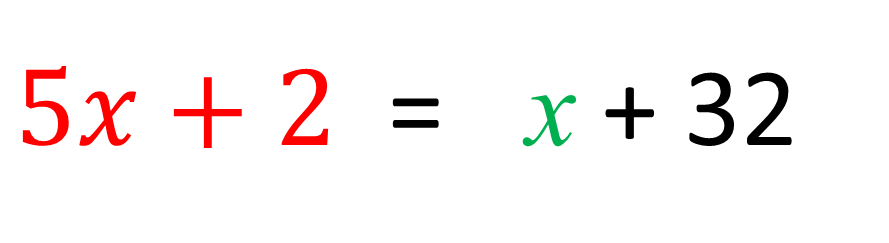 5x + 2 = x + 32